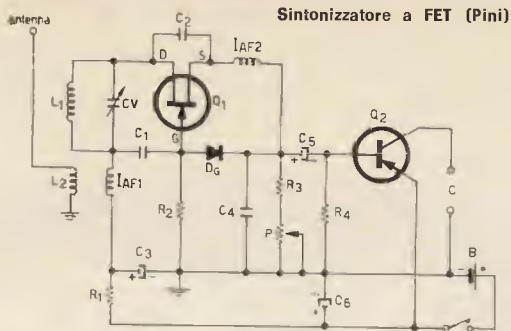 Sintonizzatore a FET (Pini)
antenna
C2
D
S
IAF2
L1
CV
Q1
G
Q2
C1
DG
C5
+
L2
IAF1
R2
C4
R3
R4
C
P
C3
+
-
B
-
+
R1
+
C6